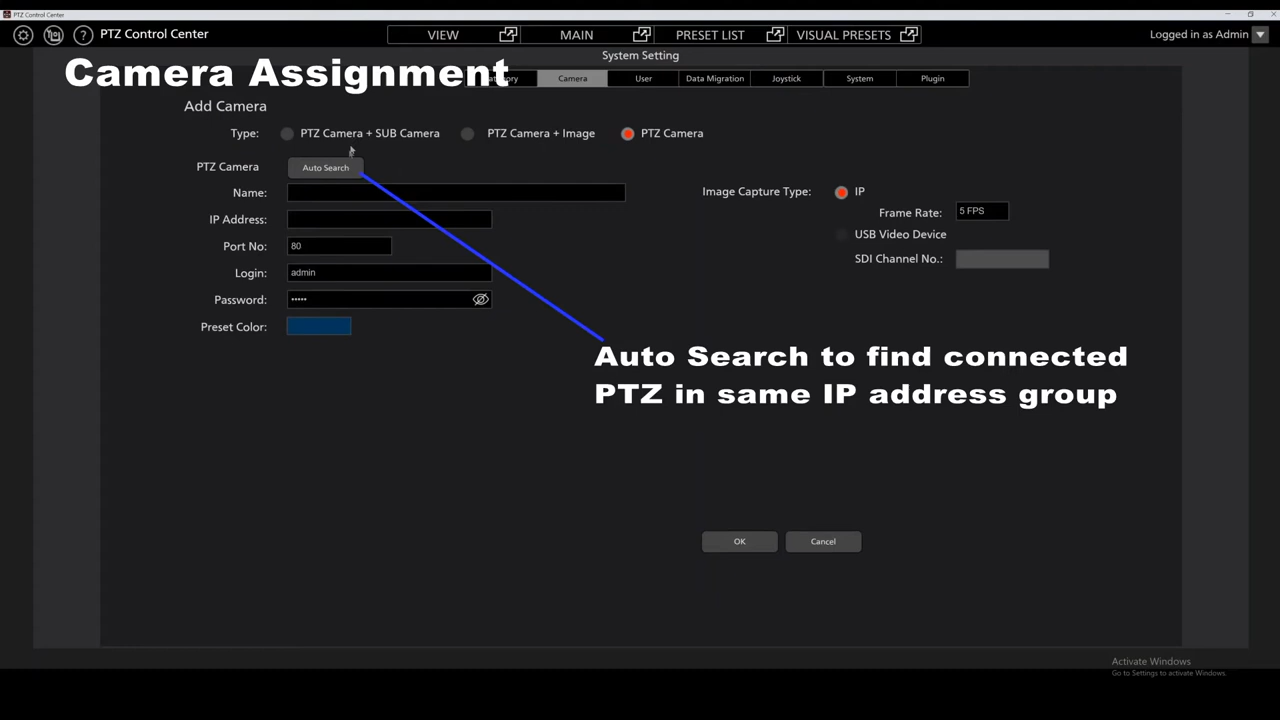 PTZ Control Center
PTZ Control Center
VIEW MAIN PRESET LIST VISUAL PRESETS
Logged in as Admin
System Setting
Camera Assignment
Camera User Data Migration Joystick System Plugin
Add Camera
Type: PTZ Camera + SUB Camera PTZ Camera + Image PTZ Camera
PTZ Camera Auto Search
Name:
Image Capture Type: IP
IP Address:
Frame Rate: 5 FPS
Port No: 80
USB Video Device
Login: admin
SDI Channel No.:
Password: •••••
Preset Color:
Auto Search to find connected
PTZ in same IP address group
OK Cancel
Activate Windows
Go to Settings to activate Windows.